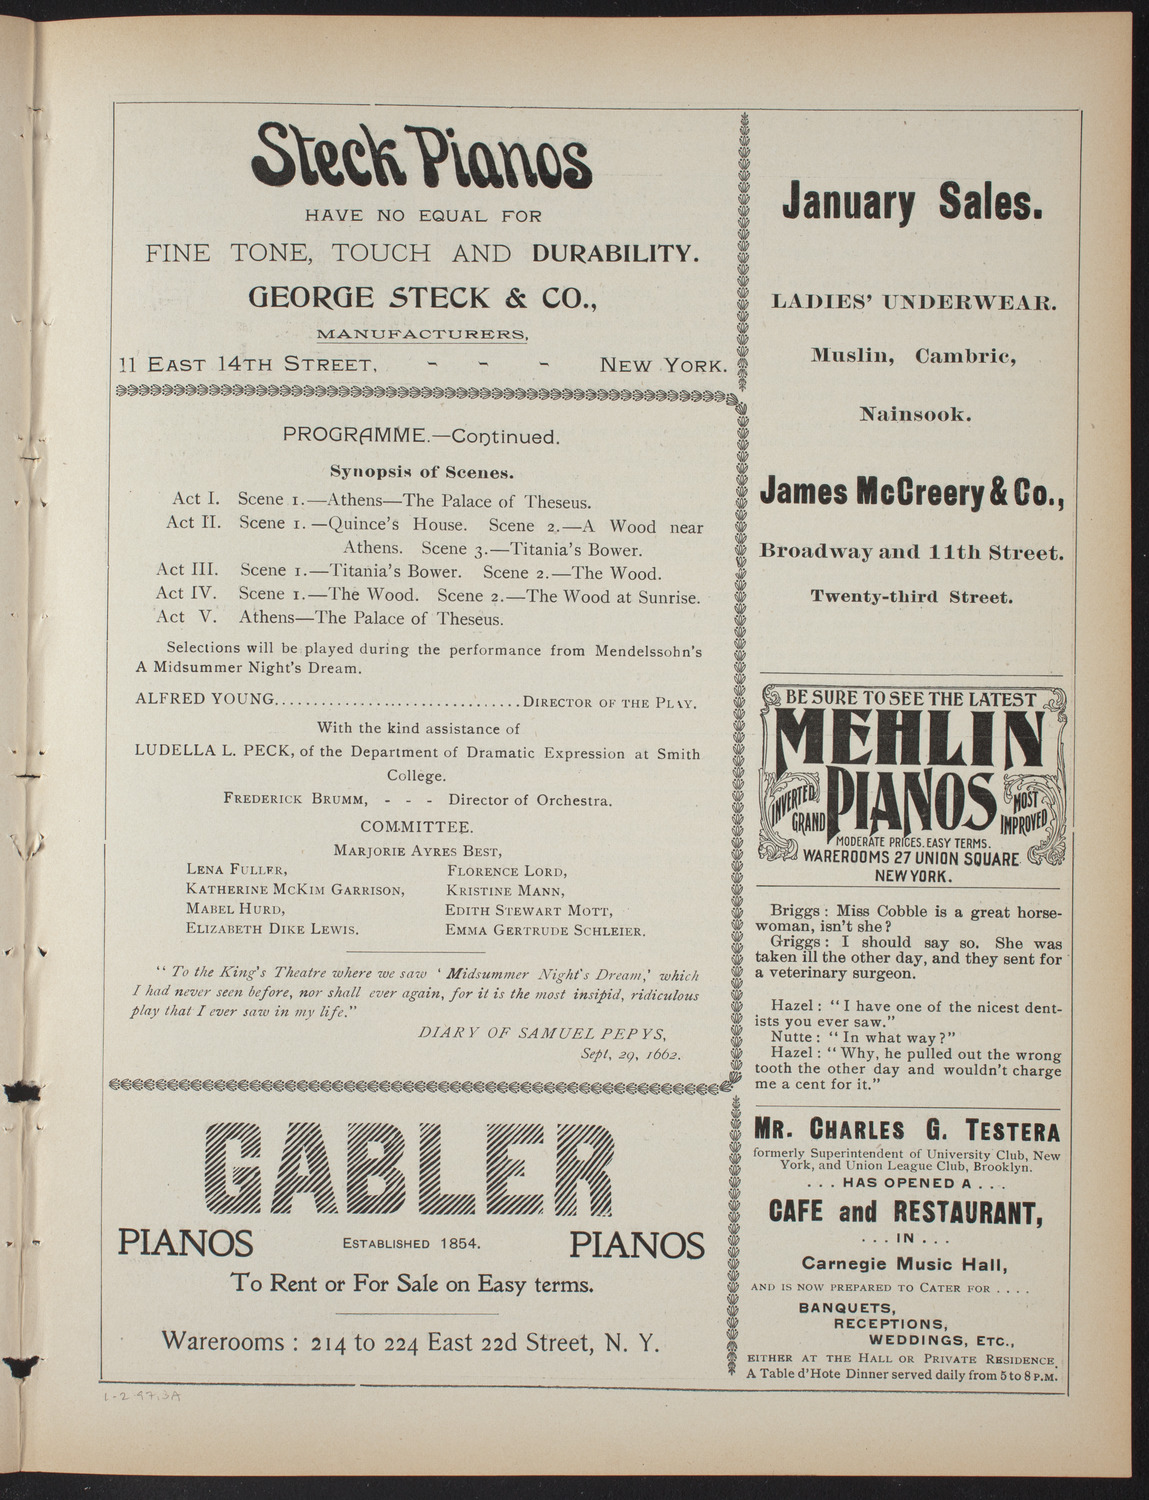 Steck Pianos
HAVE NO EQUAL FOR
FINE TONE, TOUCH AND DURABILITY.
GEORGE STECK & CO.,
MANUFACTURERS,
11 EAST 14TH STREET, - - - NEW YORK.
PROGRAMME.—Continued.
Synopsis of Scenes.
Act I. Scene 1.—Athens—The Palace of Theseus.
Act II. Scene 1.—Quince's House. Scene 2.—A Wood near
Athens. Scene 3.—Titania's Bower.
Act III. Scene 1.—Titania's Bower. Scene 2.—The Wood.
Act IV. Scene 1.—The Wood. Scene 2.—The Wood at Sunrise.
Act V. Athens—The Palace of Theseus.
Selections will be played during the performance from Mendelssohn's
A Midsummer Night's Dream.
ALFRED YOUNG................................DIRECTOR OF THE PLAY.
With the kind assistance of
LUDELLA L. PECK, of the Department of Dramatic Expression at Smith
College.
FREDERICK BRUMM, - - - Director of Orchestra.
COMMITTEE.
MARJORIE AYRES BEST,
LENA FULLER, FLORENCE LORD,
KATHERINE MCKIM GARRISON, KRISTINE MANN,
MABEL HURD, EDITH STEWART MOTT,
ELIZABETH DIKE LEWIS. EMMA GERTRUDE SCHLEIER.
"To the King's Theatre where we saw 'Midsummer Night's Dream,' which
I had never seen before, nor shall ever again, for it is the most insipid, ridiculous
play that I ever saw in my life."
DIARY OF SAMUEL PEPYS,
Sept, 29, 1662.
GABLER
PIANOS ESTABLISHED 1854. PIANOS
To Rent or For Sale on Easy terms.
Warerooms : 214 to 224 East 22d Street, N. Y.
1-2-97.3A
January Sales.
LADIES' UNDERWEAR.
Muslin, Cambric,
Nainsook.
James McCreery & Co.,
Broadway and 11th Street.
Twenty-third Street.
BE SURE TO SEE THE LATEST
MEHLIN
INVERTED GRAND PIANOS MOST IMPROVED
MODERATE PRICES. EASY TERMS.
WAREROOMS 27 UNION SQUARE
NEW YORK.
Briggs : Miss Cobble is a great horse-
woman, isn't she?
Griggs : I should say so. She was
taken ill the other day, and they sent for
a veterinary surgeon.
Hazel : "I have one of the nicest dent-
ists you ever saw."
Nutte : "In what way?"
Hazel : "Why, he pulled out the wrong
tooth the other day and wouldn't charge
me a cent for it."
MR. CHARLES G. TESTERA
formerly Superintendent of University Club, New
York, and Union League Club, Brooklyn.
. . . HAS OPENED A . . .
CAFE and RESTAURANT,
. . . IN . . .
Carnegie Music Hall,
AND IS NOW PREPARED TO CATER FOR . . . .
BANQUETS,
RECEPTIONS,
WEDDINGS, ETC.,
EITHER AT THE HALL OR PRIVATE RESIDENCE.
A Table d'Hote Dinner served daily from 5 to 8 P.M.